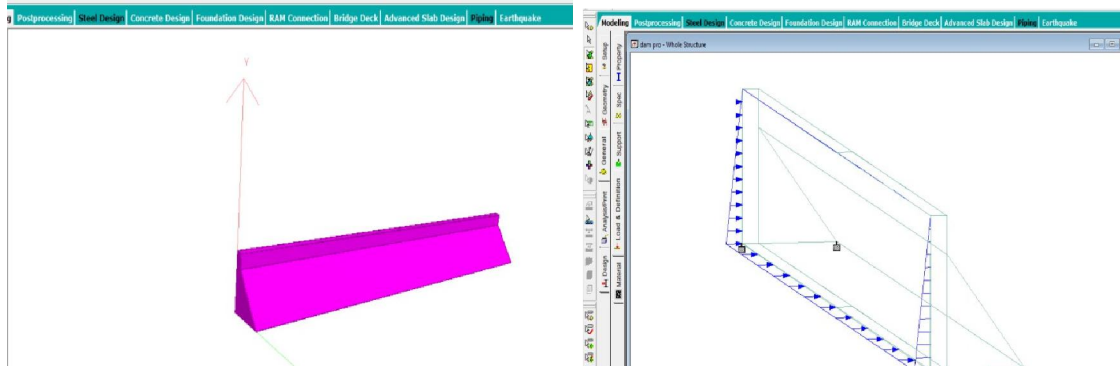 g Postprocessing Steel Design Concrete Design Foundation Design RAM Connection Bridge Deck Advanced Slab Design Piping Earthquake
Y
Modeling Postprocessing Steel Design Concrete Design Foundation Design RAM Connection Bridge Deck Advanced Slab Design Piping Earthquake
dam pro - Whole Structure
Setup
Geometry
General
Analysis/Print
Design
Property
Spec
Support
Load & Definition
Material